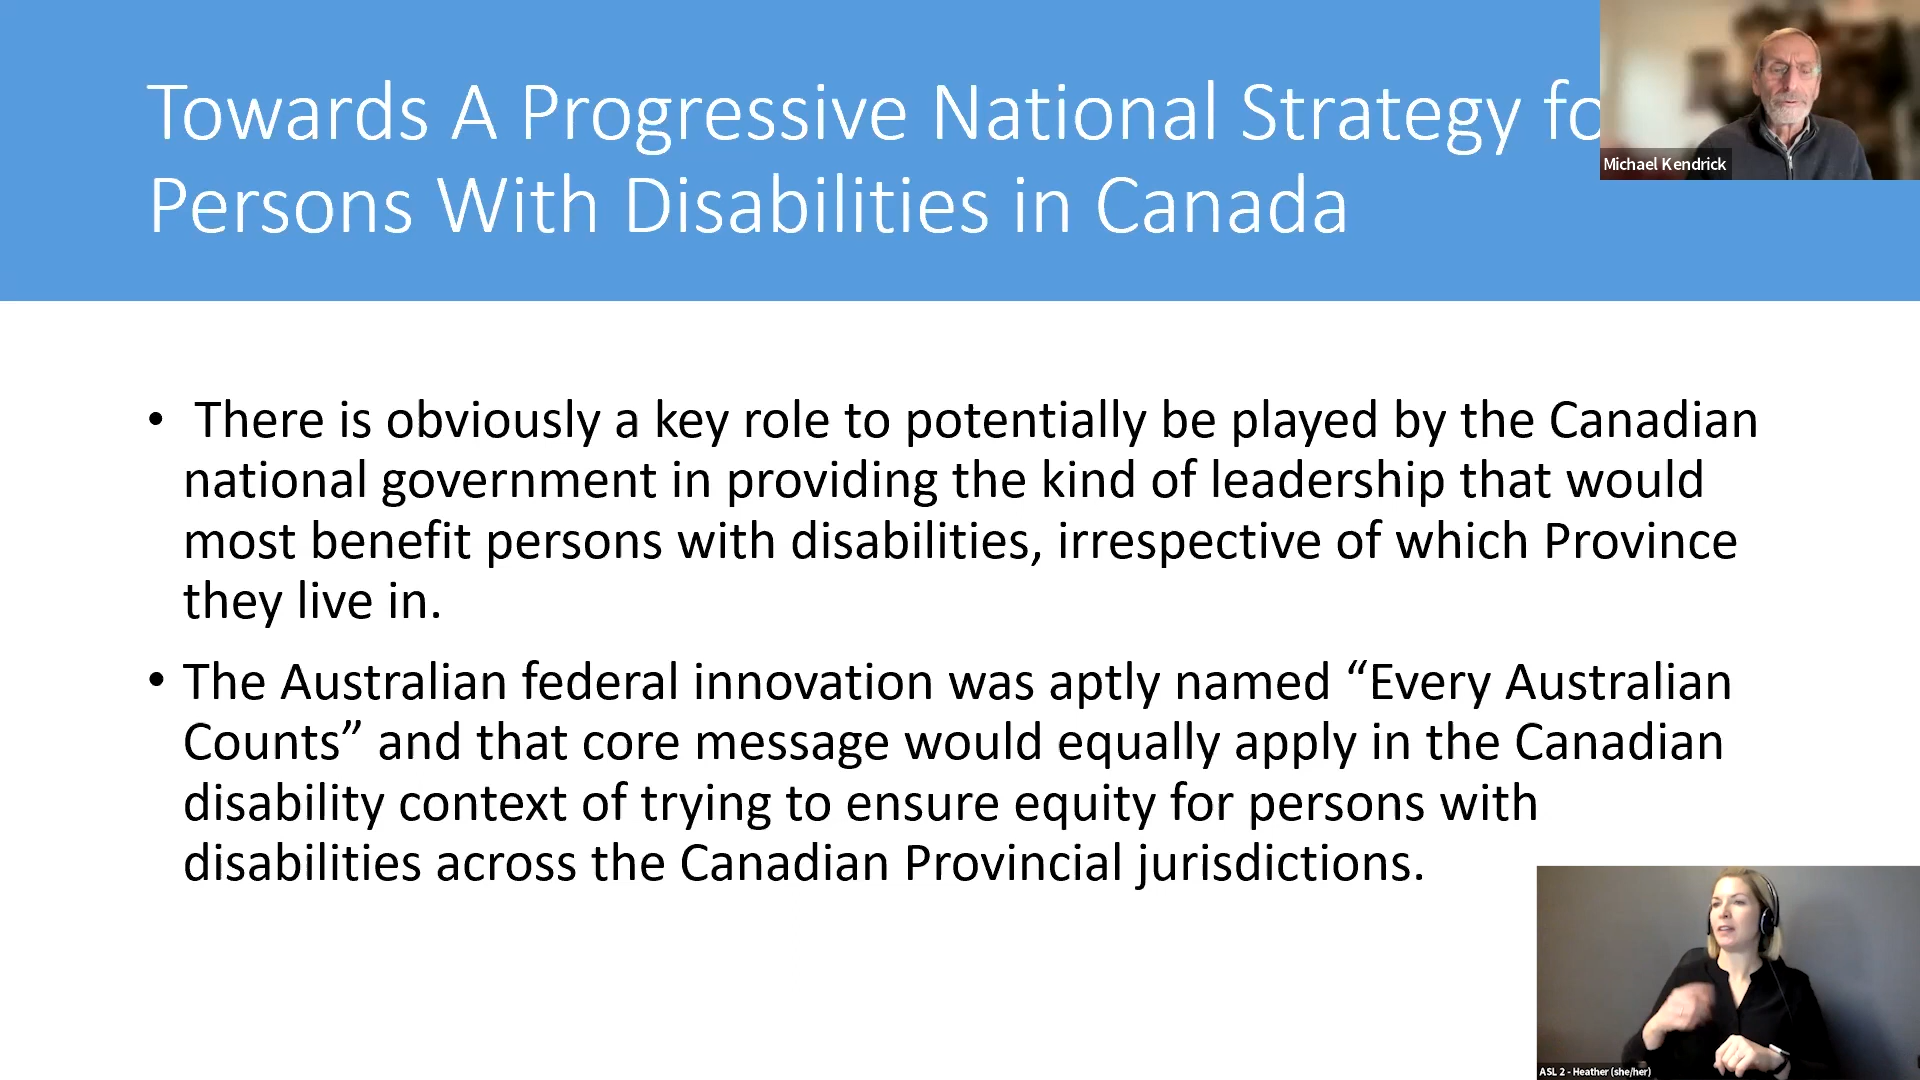 Towards A Progressive National Strategy fo
Persons With Disabilities in Canada
Michael Kendrick
• There is obviously a key role to potentially be played by the Canadian
national government in providing the kind of leadership that would
most benefit persons with disabilities, irrespective of which Province
they live in.
• The Australian federal innovation was aptly named “Every Australian
Counts” and that core message would equally apply in the Canadian
disability context of trying to ensure equity for persons with
disabilities across the Canadian Provincial jurisdictions.
ASL 2 - Heather (she/her)